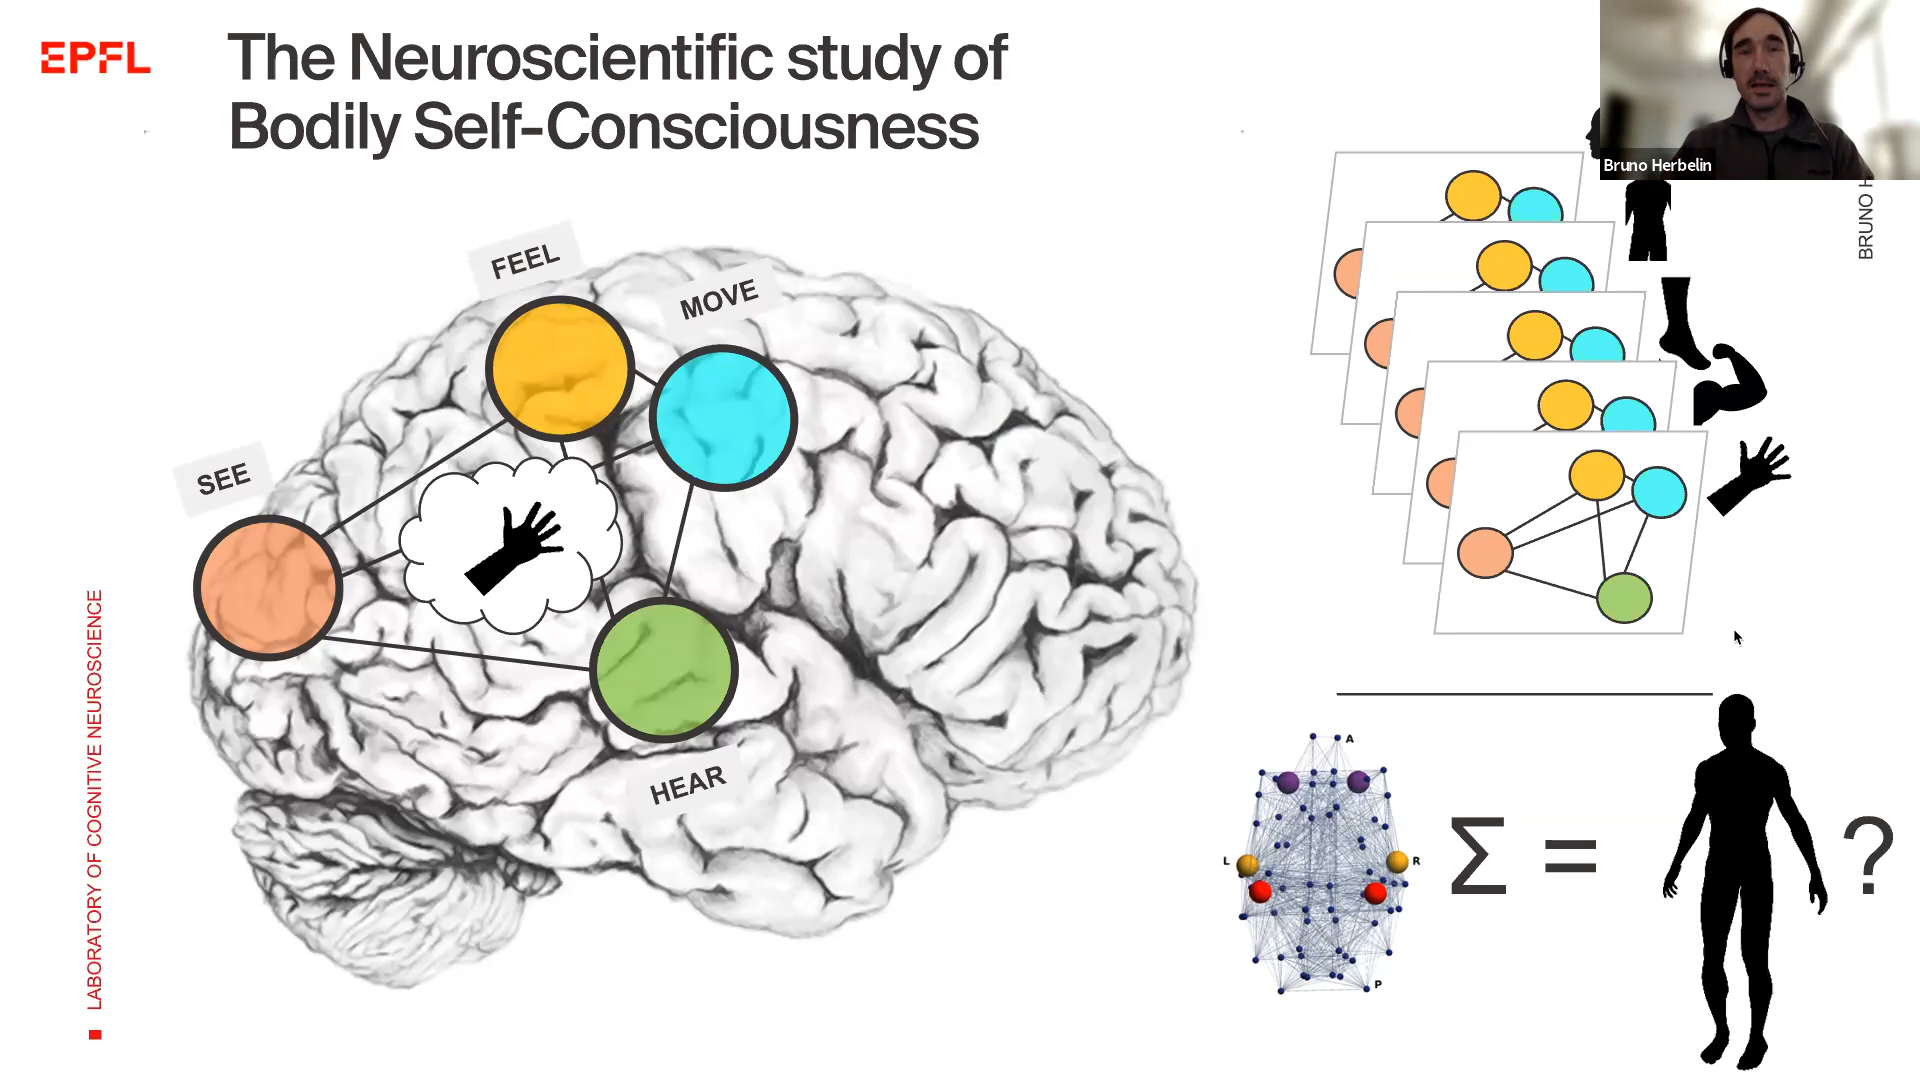 EPFL
The Neuroscientific study of
Bodily Self-Consciousness
Bruno Herbelin
BRUNO H
FEEL
MOVE
SEE
HEAR
LABORATORY OF COGNITIVE NEUROSCIENCE
A
L
R
P
Σ = ?